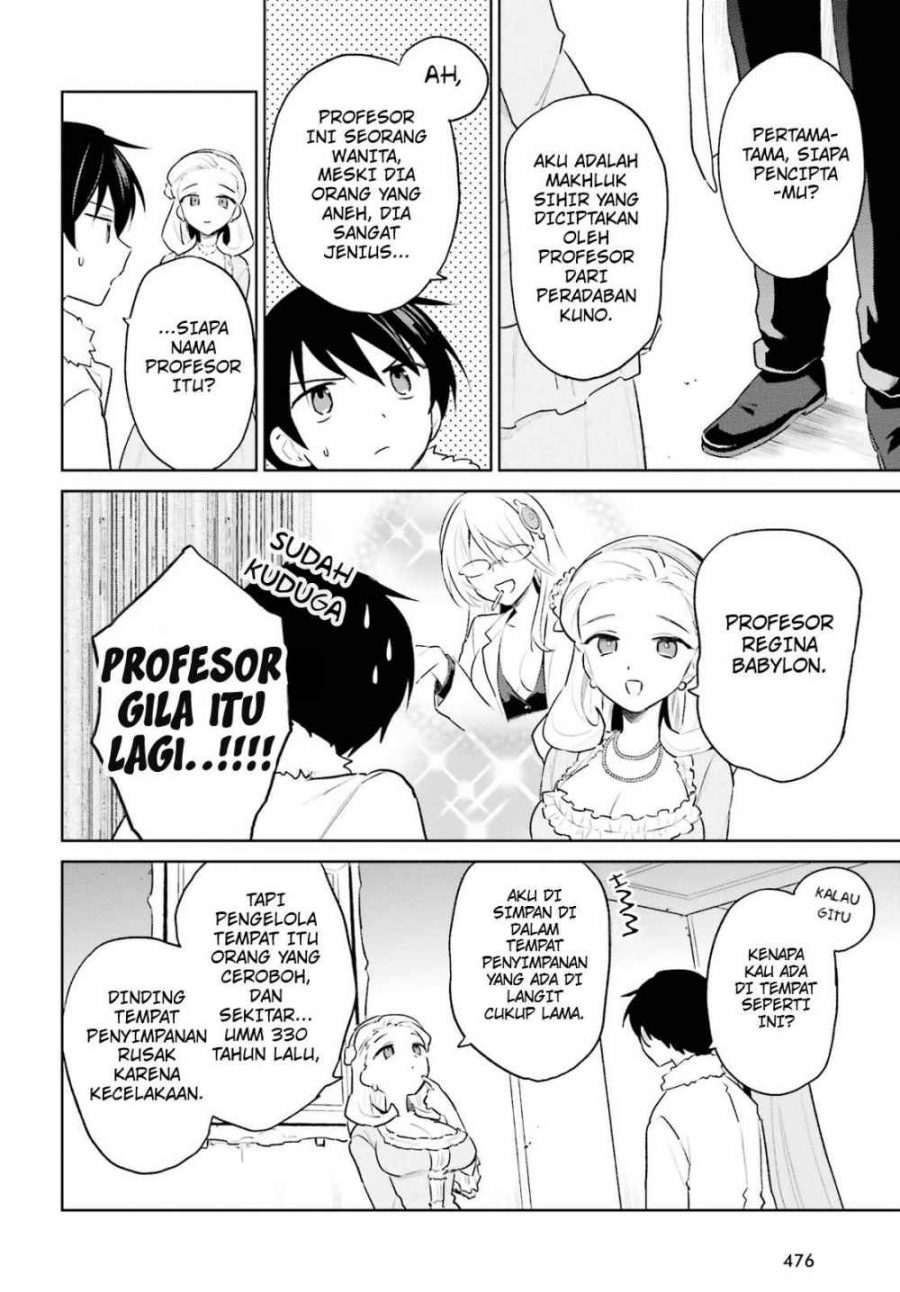 PERTAMA-
TAMA, SIAPA
PENCIPTA
-MU?
AKU ADALAH
MAKHLUK
SIHIR YANG
DICIPTAKAN
OLEH
PROFESOR
DARI
PERADABAN
KUNO.
AH,
PROFESOR
INI SEORANG
WANITA,
MESKI DIA
ORANG YANG
ANEH, DIA
SANGAT
JENIUS...
...SIAPA
NAMA
PROFESOR
ITU?
PROFESOR
REGINA
BABYLON.
SUDAH
KUDUGA
PROFESOR
GILA ITU
LAGI..!!!!
KALAU
GITU
KENAPA
KAU ADA
DI TEMPAT
SEPERTI
INI?
AKU DI
SIMPAN DI
DALAM
TEMPAT
PENYIMPANAN
YANG ADA DI
LANGIT
CUKUP LAMA.
TAPI
PENGELOLA
TEMPAT ITU
ORANG YANG
CEROBOH,
DAN
SEKITAR...
UMM 330
TAHUN LALU,
DINDING
TEMPAT
PENYIMPANAN
RUSAK
KARENA
KECELAKAAN.
476